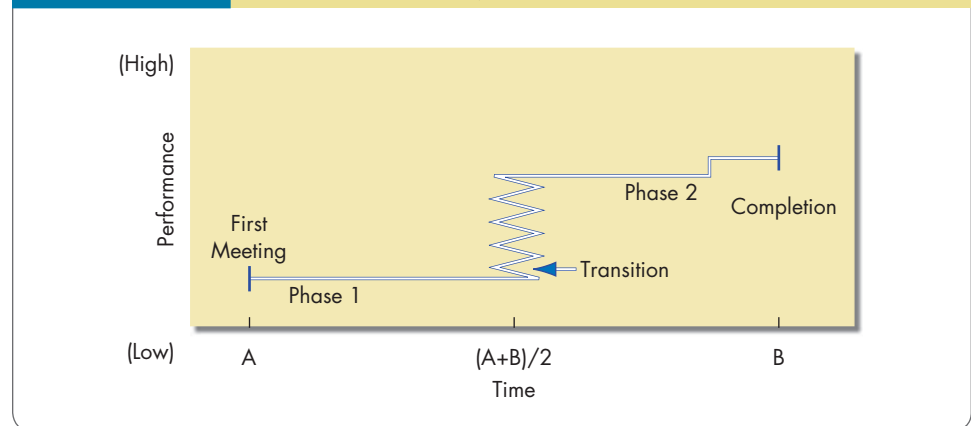 (High)
Performance
First
Meeting
Phase 1
Transition
Phase 2
Completion
(Low)
A
(A+B)/2
B
Time